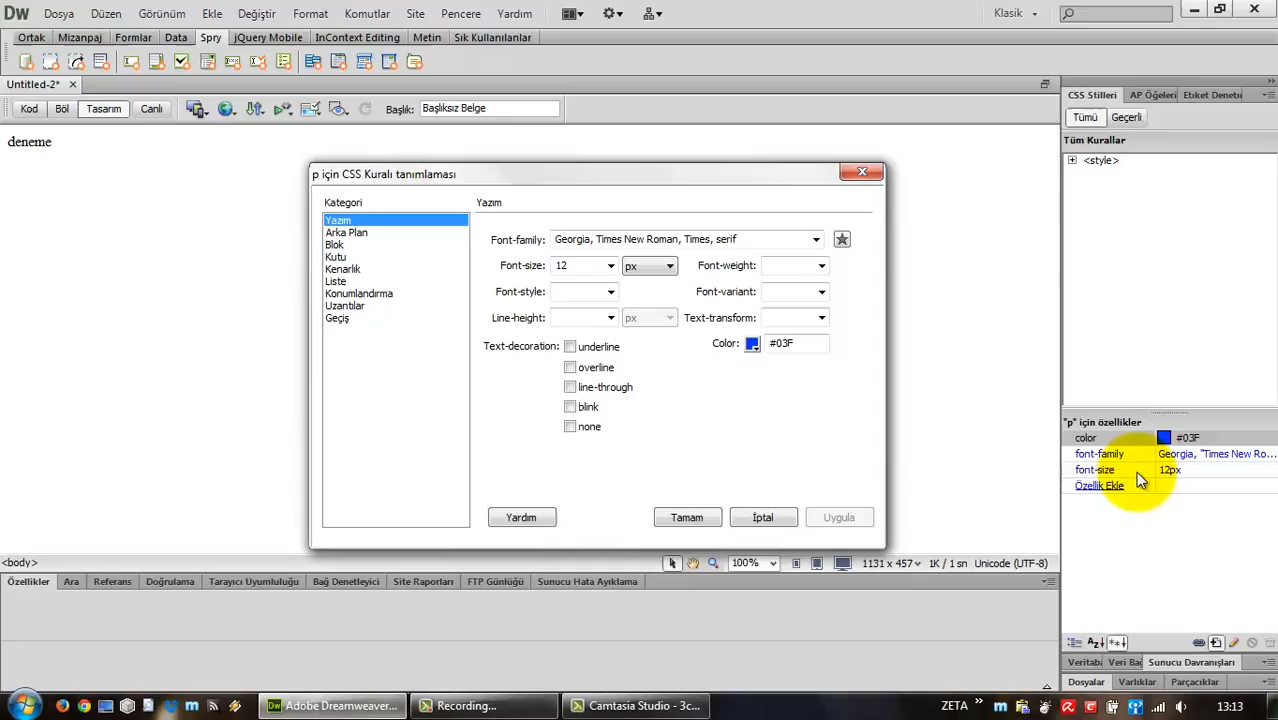 Dw Dosya Düzen Görünüm Ekle Değiştir Format Komutlar Site Pencere Yardım Klasik
Ortak Mizanpaj Formlar Data Spry jQuery Mobile InContext Editing Metin Sık Kullanılanlar
Untitled-2*
Kod Böl Tasarım Canlı Başlık: Başlıksız Belge
deneme
p için CSS Kuralı tanımlaması
Kategori
Yazım
Arka Plan
Blok
Kutu
Kenarlık
Liste
Konumlandırma
Uzantılar
Geçiş
Yazım
Font-family: Georgia, Times New Roman, Times, serif
Font-size: 12 px Font-weight:
Font-style: Font-variant:
Line-height: px Text-transform:
Text-decoration: underline Color: #03F
overline
line-through
blink
none
Yardım Tamam İptal Uygula
CSS Stilleri AP Öğeleri Etiket Denetu
Tümü Geçerli
Tüm Kurallar
<style>
"p" için özellikler
color #03F
font-family Georgia, "Times New Ro...
font-size 12px
Özellik Ekle
<body> 100% 1131 x 457 1K / 1 sn Unicode (UTF-8)
Özellikler Ara Referans Doğrulama Tarayıcı Uyumluluğu Bağ Denetleyici Site Raporları FTP Günlüğü Sunucu Hata Ayıklama
Veritaba Veri Bağ Sunucu Davranışları
Dosyalar Varlıklar Parçacıklar
Dw Adobe Dreamweaver... Recording... Camtasia Studio - 3c... ZETA » 13:13